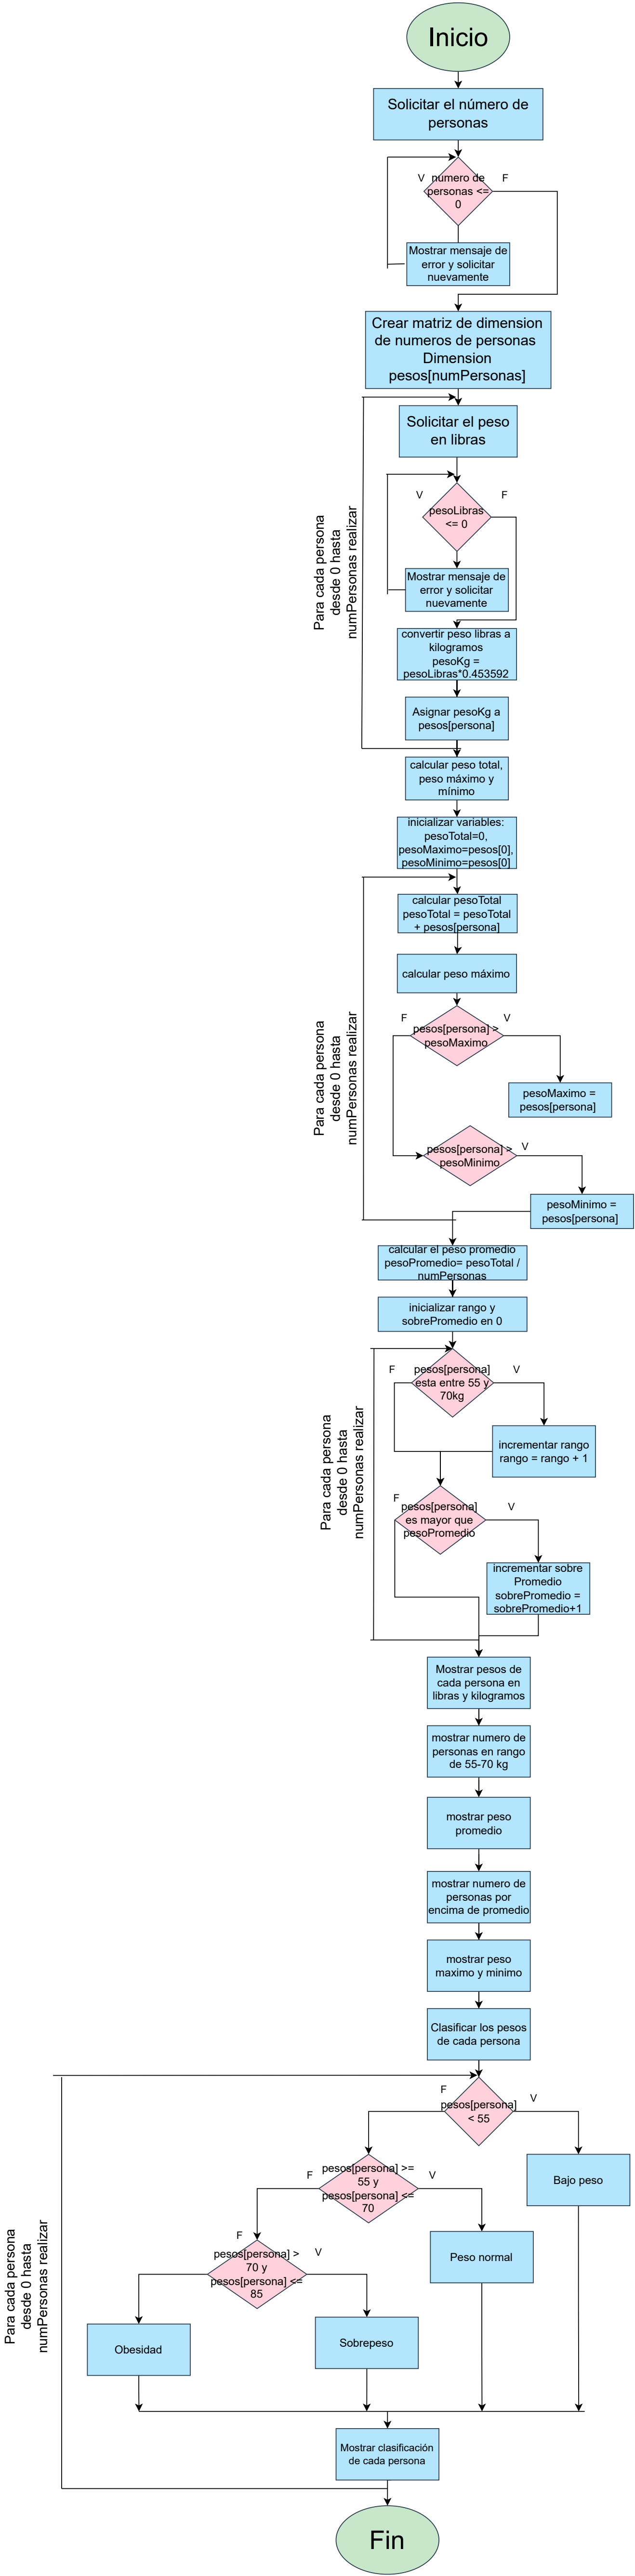 Inicio
Solicitar el número de
personas
V
número de
personas <=
0
F
Mostrar mensaje de
error y solicitar
nuevamente
Crear matriz de dimension
de numeros de personas
Dimension
pesos[numPersonas]
Para cada persona
desde 0 hasta
numPersonas realizar
Solicitar el peso
en libras
V
F
pesoLibras
<= 0
Mostrar mensaje de
error y solicitar
nuevamente
convertir peso libras a
kilogramos
pesoKg =
pesoLibras*0.453592
Asignar pesoKg a
pesos[persona]
calcular peso total,
peso máximo y
mínimo
inicializar variables:
pesoTotal=0,
pesoMaximo=pesos[0],
pesoMinimo=pesos[0]
Para cada persona
desde 0 hasta
numPersonas realizar
calcular pesoTotal
pesoTotal = pesoTotal
+ pesos[persona]
calcular peso máximo
F
V
pesos[persona] >
pesoMaximo
pesoMaximo =
pesos[persona]
pesos[persona] >
pesoMinimo
V
pesoMinimo =
pesos[persona]
calcular el peso promedio
pesoPromedio= pesoTotal /
numPersonas
inicializar rango y
sobrePromedio en 0
Para cada persona
desde 0 hasta
numPersonas realizar
F
pesos[persona]
esta entre 55 y
70kg
V
incrementar rango
rango = rango + 1
F
pesos[persona]
es mayor que
pesoPromedio
V
incrementar sobre
Promedio
sobrePromedio =
sobrePromedio+1
Mostrar pesos de
cada persona en
libras y kilogramos
mostrar numero de
personas en rango
de 55-70 kg
mostrar peso
promedio
mostrar numero de
personas por
encima de promedio
mostrar peso
maximo y minimo
Clasificar los pesos
de cada persona
Para cada persona
desde 0 hasta
numPersonas realizar
F
pesos[persona]
< 55
V
Bajo peso
F
pesos[persona] >=
55 y
pesos[persona] <=
70
V
Peso normal
F
pesos[persona] >
70 y
pesos[persona] <=
85
V
Obesidad
Sobrepeso
Mostrar clasificación
de cada persona
Fin